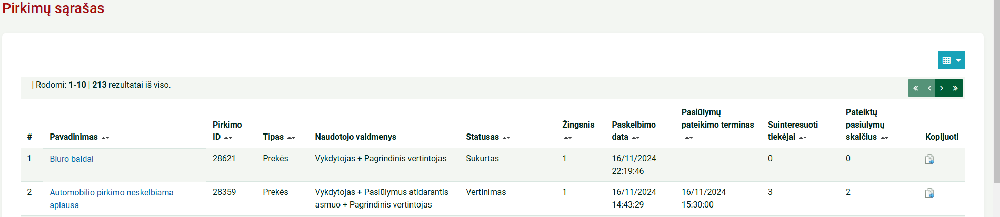 Pirkimų sąrašas
| Rodomi: 1-10 | 213 rezultatai iš viso.
# Pavadinimas Pirkimo ID Tipas Naudotojo vaidmenys Statusas Žingsnis Paskelbimo data Pasiūlymų pateikimo terminas Suinteresuoti tiekėjai Pateiktų pasiūlymų skaičius Kopijuoti
1 Biuro baldai 28621 Prekės Vykdytojas + Pagrindinis vertintojas Sukurtas 1 16/11/2024 0 0
22:19:46
2 Automobilio pirkimo neskelbiama 28359 Prekės Vykdytojas + Pasiūlymus atidarantis Vertinimas 1 16/11/2024 16/11/2024 3 2
aplausa asmuo + Pagrindinis vertintojas 14:43:29 15:30:00